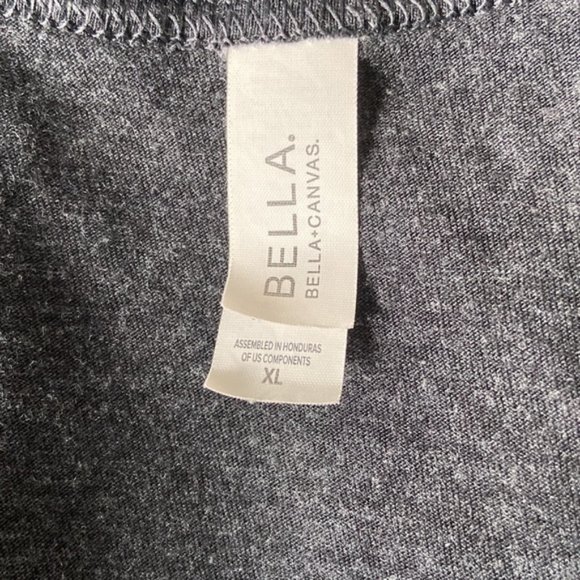 BELLA.
BELLA+CANVAS.
ASSEMBLED IN HONDURAS
OF US COMPONENTS
XL